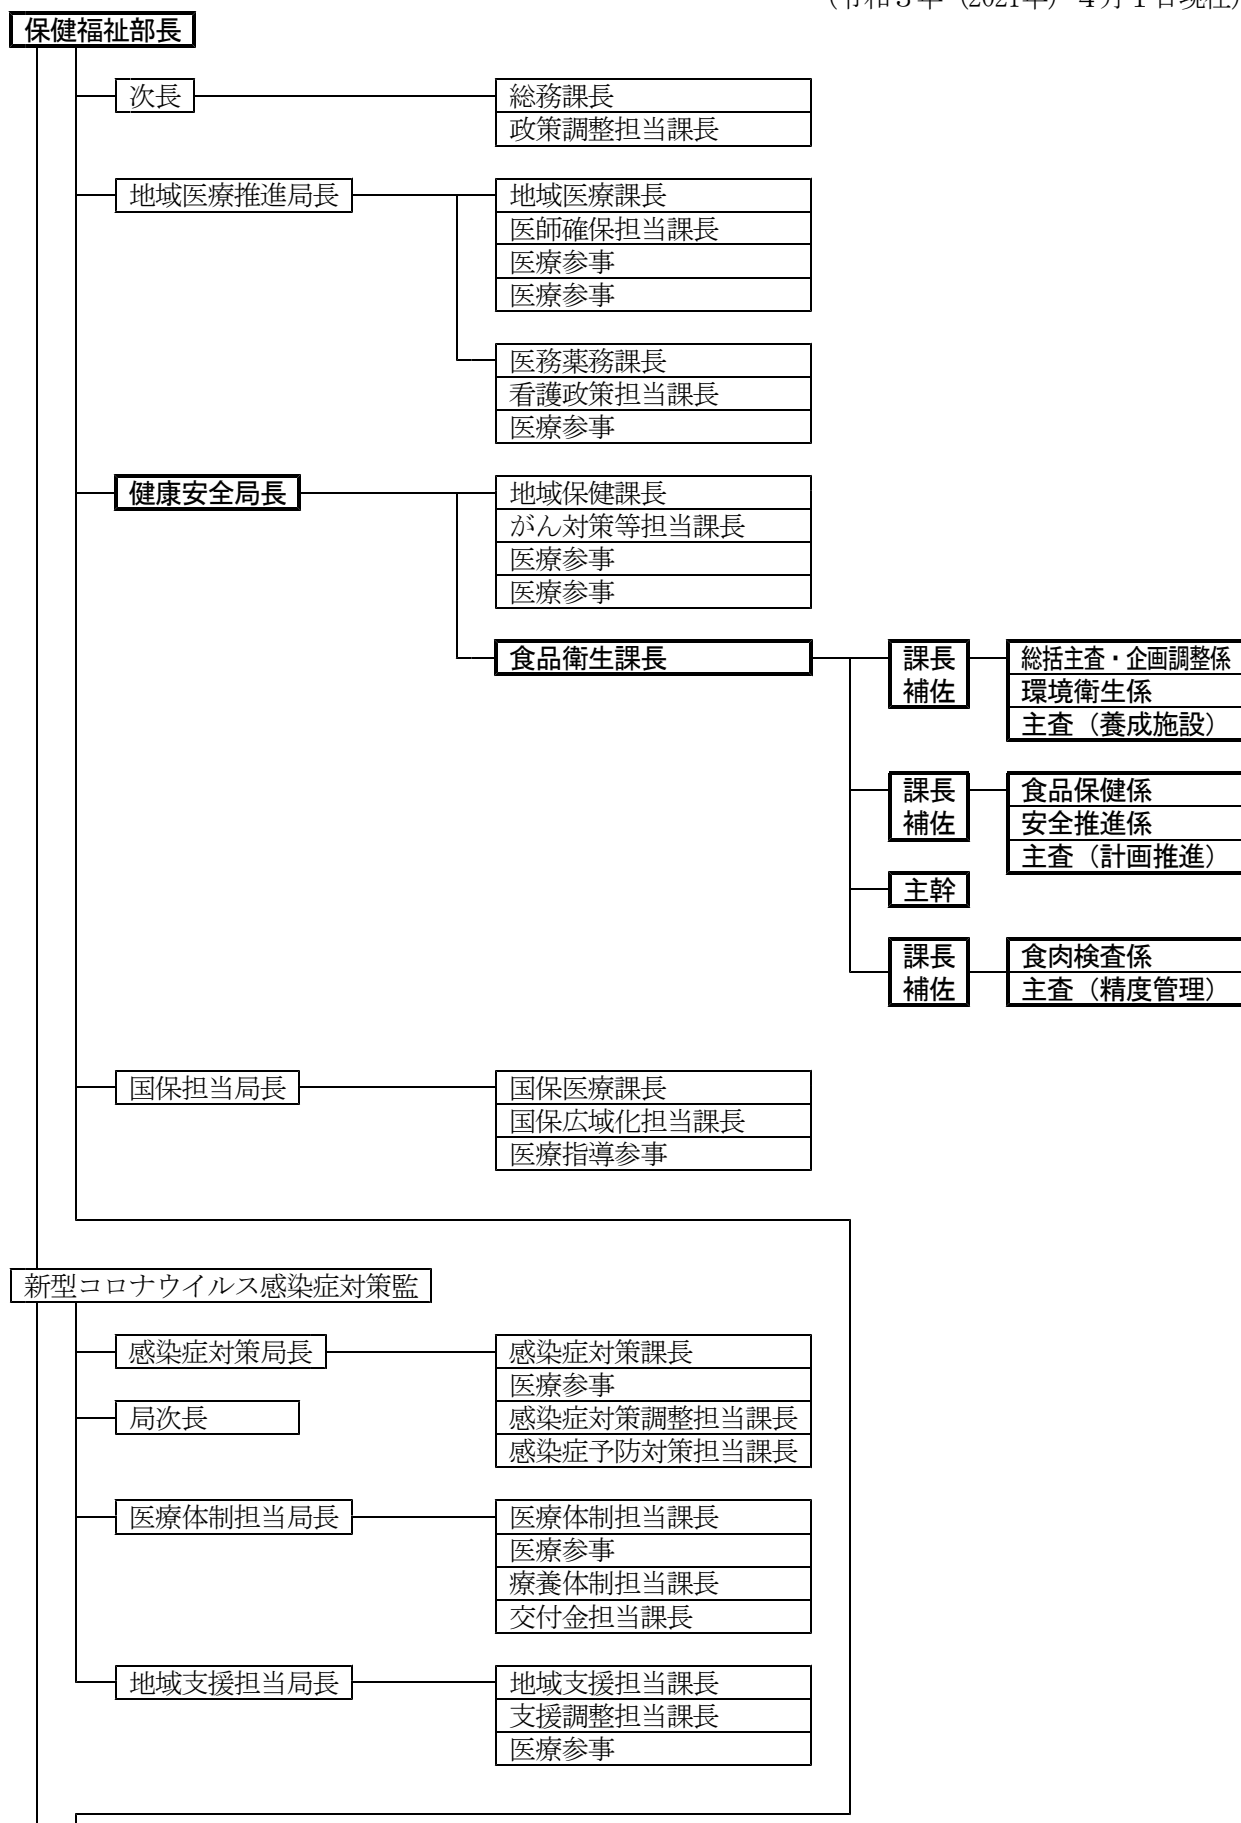 （令和３年（2021年）４月１日現在）
保健福祉部長
次長
総務課長
政策調整担当課長
地域医療推進局長
地域医療課長
医師確保担当課長
医療参事
医療参事
医務薬務課長
看護政策担当課長
医療参事
健康安全局長
地域保健課長
がん対策等担当課長
医療参事
医療参事
食品衛生課長
課長
補佐
総括主査・企画調整係
環境衛生係
主査（養成施設）
課長
補佐
食品保健係
安全推進係
主査（計画推進）
主幹
課長
補佐
食肉検査係
主査（精度管理）
国保担当局長
国保医療課長
国保広域化担当課長
医療指導参事
新型コロナウイルス感染症対策監
感染症対策局長
感染症対策課長
医療参事
局次長
感染症対策調整担当課長
感染症予防対策担当課長
医療体制担当局長
医療体制担当課長
医療参事
療養体制担当課長
交付金担当課長
地域支援担当局長
地域支援担当課長
支援調整担当課長
医療参事